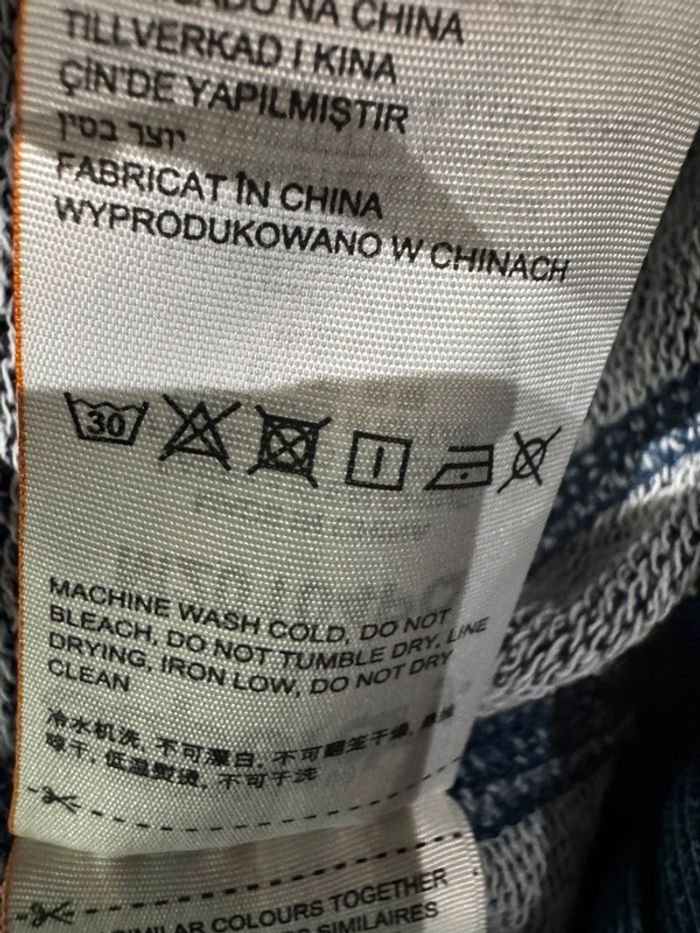 NA CHINA
TILLVERKAD I KINA
ÇİN'DE YAPILMIŞTIR
יוצר בסין
FABRICAT ÎN CHINA
WYPRODUKOWANO W CHINACH
30
MACHINE WASH COLD, DO NOT
BLEACH, DO NOT TUMBLE DRY, LINE
DRYING, IRON LOW, DO NOT DRY
CLEAN
冷水机洗, 不可漂白, 不可翻笼干燥, 悬挂
晾干, 低温熨烫, 不可干洗
COLOURS TOGETHER
SIMILAIRES